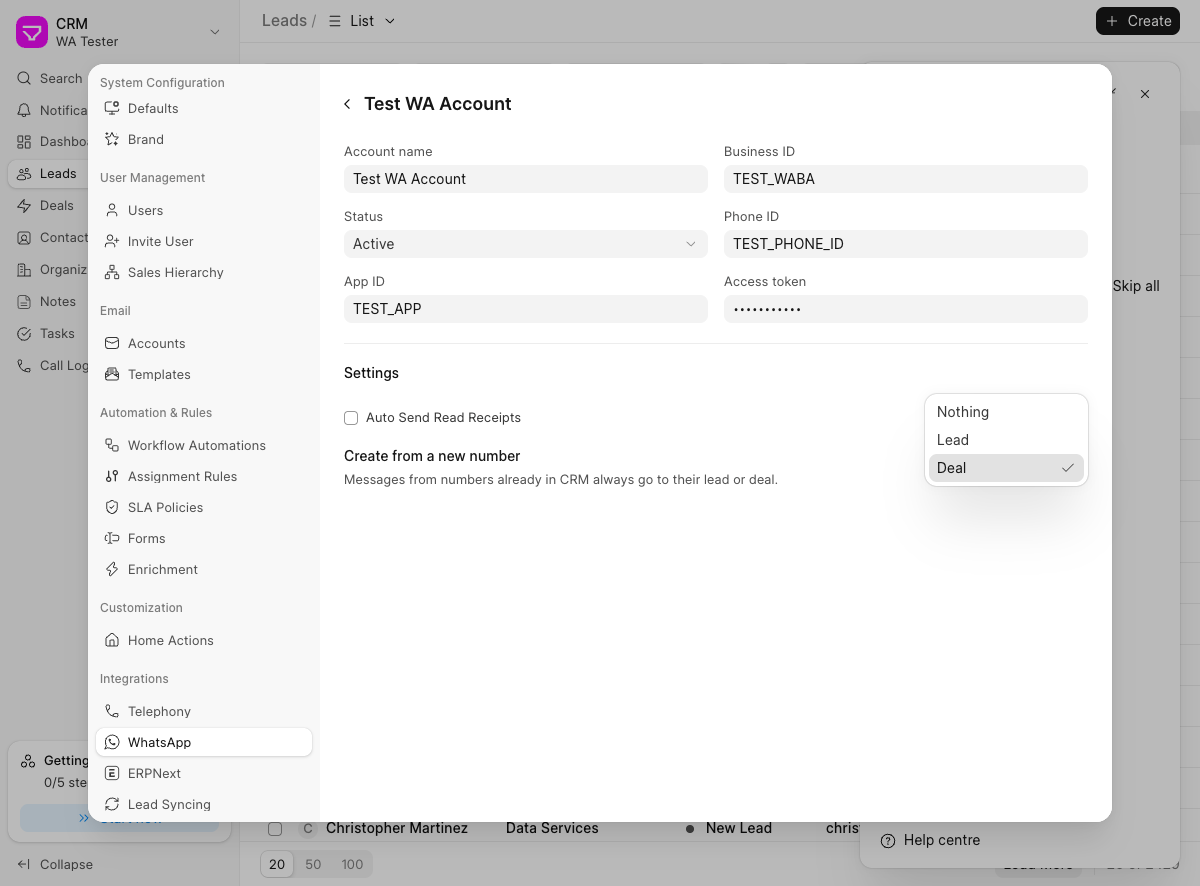 CRM
WA Tester
Leads /
List
Create
Search
Notifica
Dashbo
Leads
Deals
Contact
Organiz
Notes
Tasks
Call Log
Getting
0/5 ste
Collapse
System Configuration
Defaults
Brand
User Management
Users
Invite User
Sales Hierarchy
Email
Accounts
Templates
Automation & Rules
Workflow Automations
Assignment Rules
SLA Policies
Forms
Enrichment
Customization
Home Actions
Integrations
Telephony
WhatsApp
ERPNext
Lead Syncing
Test WA Account
Account name
Test WA Account
Business ID
TEST_WABA
Status
Active
Phone ID
TEST_PHONE_ID
App ID
TEST_APP
Access token
•••••••••••
Settings
Auto Send Read Receipts
Create from a new number
Messages from numbers already in CRM always go to their lead or deal.
Nothing
Lead
Deal
Skip all
C Christopher Martinez Data Services New Lead chris
20 50 100
Help centre